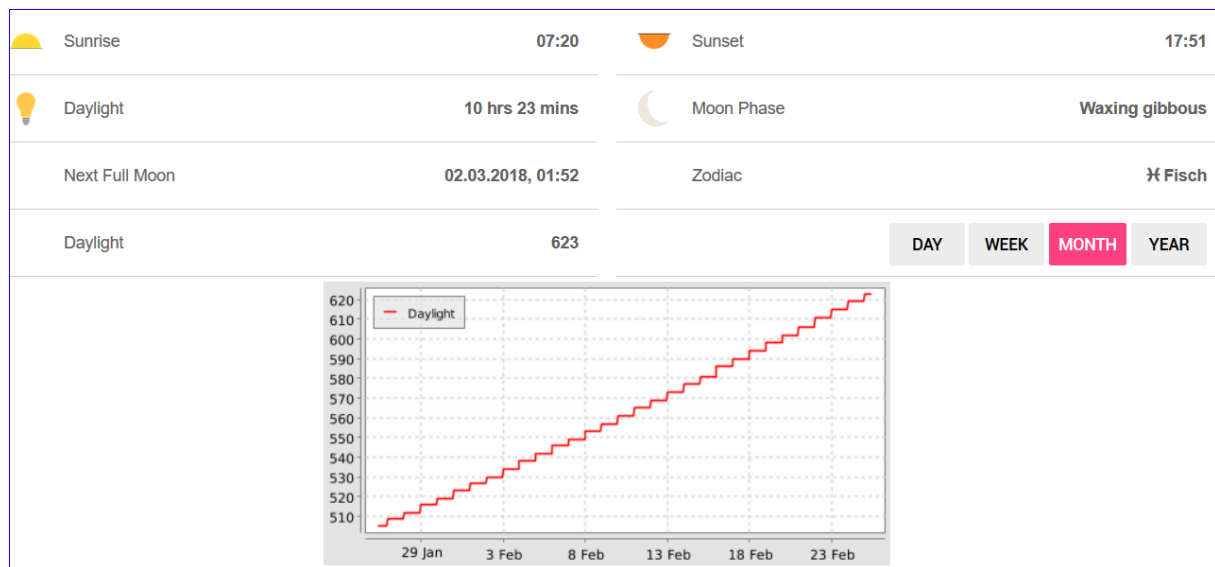 Sunrise 07:20 Sunset 17:51
Daylight 10 hrs 23 mins Moon Phase Waxing gibbous
Next Full Moon 02.03.2018, 01:52 Zodiac ♓ Fisch
Daylight 623 DAY WEEK MONTH YEAR
Daylight
620
610
600
590
580
570
560
550
540
530
520
510
29 Jan 3 Feb 8 Feb 13 Feb 18 Feb 23 Feb